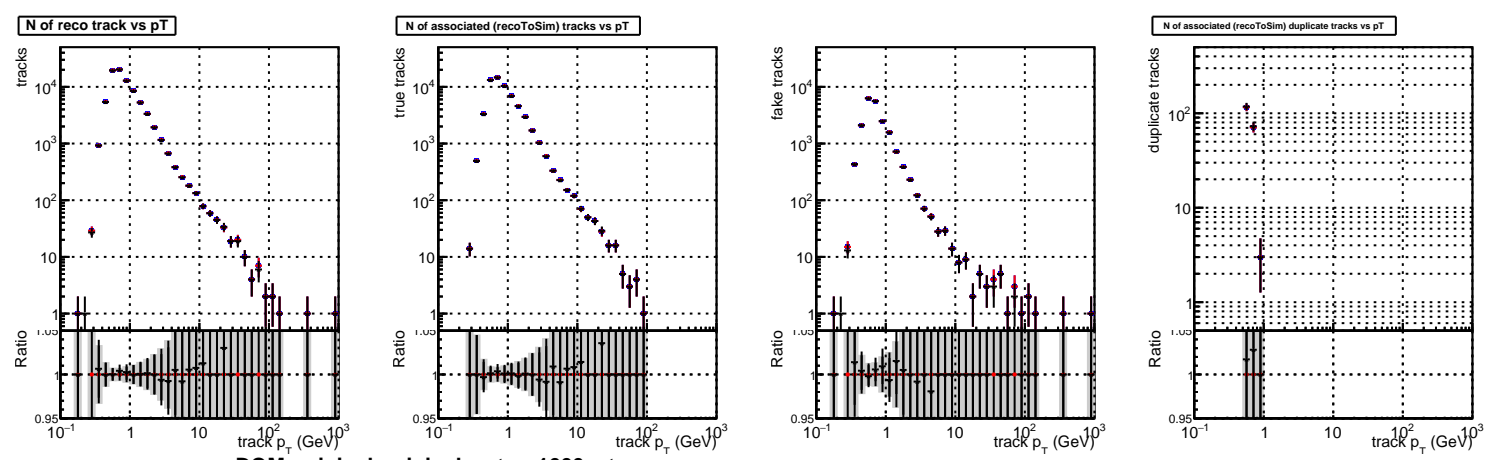 N of reco track vs pT
tracks
10^4
10^3
10^2
10
1
Ratio
1.05
1
0.95
10^-1 1 10 10^2 10^3
track p_T (GeV)
N of associated (recoToSim) tracks vs pT
true tracks
10^4
10^3
10^2
10
1
Ratio
1.05
1
0.95
10^-1 1 10 10^2 10^3
track p_T (GeV)
fake tracks
10^4
10^3
10^2
10
1
Ratio
1.05
1
0.95
10^-1 1 10 10^2 10^3
track p_T (GeV)
N of associated (recoToSim) duplicate tracks vs pT
duplicate tracks
10^2
10
1
Ratio
1.05
1
0.95
10^-1 1 10 10^2 10^3
track p_T (GeV)